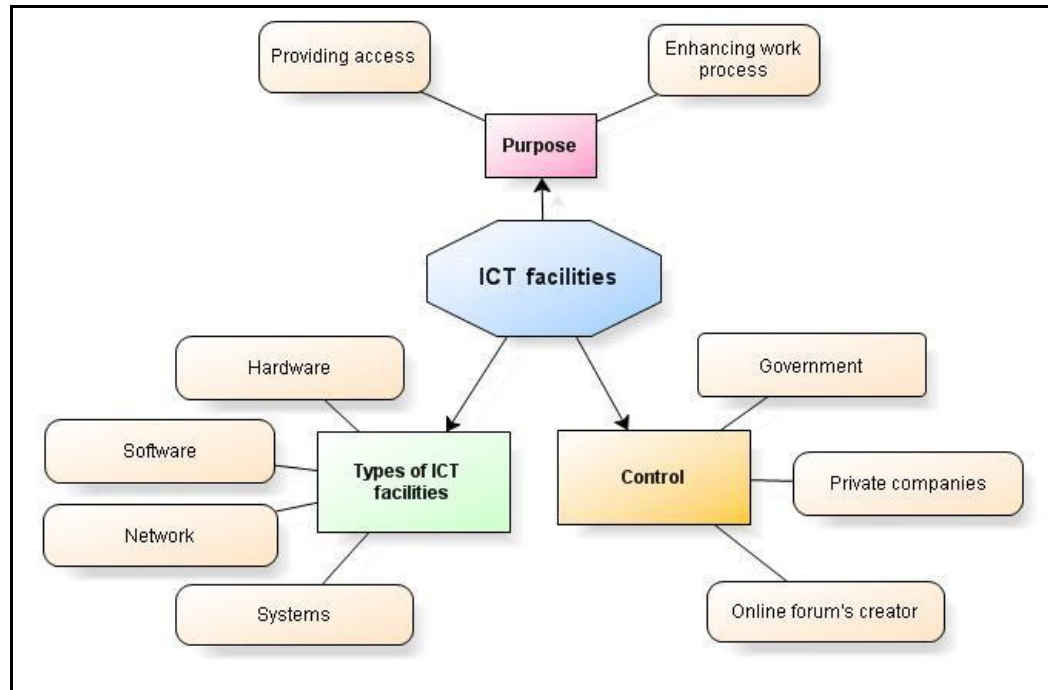 Providing access
Enhancing work
process
Purpose
ICT facilities
Hardware
Software
Network
Systems
Types of ICT
facilities
Control
Government
Private companies
Online forum's creator